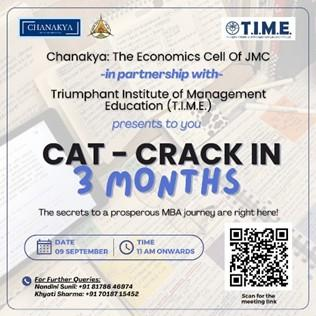 CHANAKYA
T.I.M.E.
Chanakya: The Economics Cell Of JMC
-in partnership with-
Triumphant Institute of Management
Education (T.I.M.E.)
presents to you
CAT - CRACK IN
3 MONTHS
The secrets to a prosperous MBA journey are right here!
DATE
09 SEPTEMBER
TIME
11 AM ONWARDS
For Further Queries:
Nandini Sunil: +91 81786 46974
Khyati Sharma: +91 70187 15452
Scan for the
meeting link